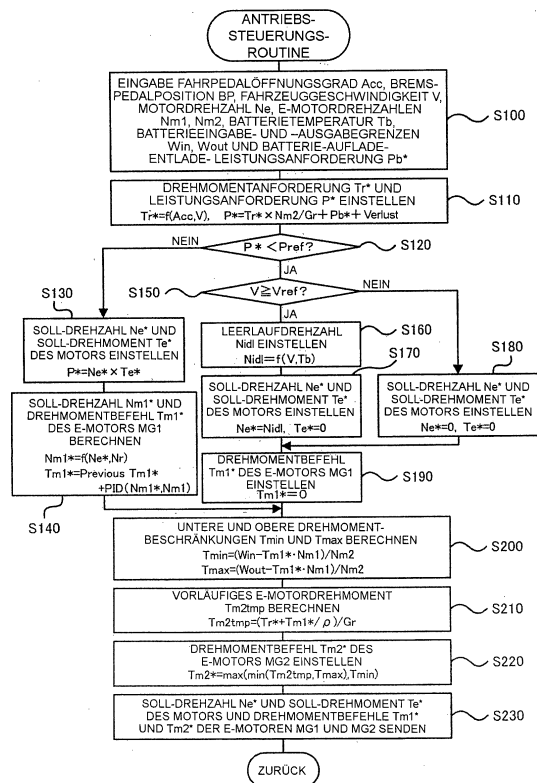 ANTRIEBS-
STEUERUNGS-
ROUTINE
EINGABE FAHRPEDALÖFFNUNGSGRAD Acc, BREMS-
PEDALPOSITION BP, FAHRZEUGGESCHWINDIGKEIT V,
MOTORDREHZAHL Ne, E-MOTORDREHZAHLEN
Nm1, Nm2, BATTERIETEMPERATUR Tb,
BATTERIEEINGABE- UND –AUSGABEGRENZEN
Win, Wout UND BATTERIE-AUFLADE-
ENTLADE- LEISTUNGSANFORDERUNG Pb*
S100
DREHMOMENTANFORDERUNG Tr* UND
LEISTUNGSANFORDERUNG P* EINSTELLEN
Tr*=f(Acc,V), P*=Tr*×Nm2/Gr+Pb*+Verlust
S110
NEIN
P*<Pref?
S120
JA
S150
V≧Vref?
NEIN
JA
S130
SOLL-DREHZAHL Ne* UND
SOLL-DREHMOMENT Te*
DES MOTORS EINSTELLEN
P*=Ne*×Te*
S160
LEERLAUFDREHZAHL
Nidl EINSTELLEN
Nidl=f(V,Tb)
S170
SOLL-DREHZAHL Ne* UND
SOLL-DREHMOMENT Te*
DES MOTORS EINSTELLEN
Ne*=Nidl, Te*=0
S180
SOLL-DREHZAHL Ne* UND
SOLL-DREHMOMENT Te*
DES MOTORS EINSTELLEN
Ne*=0, Te*=0
SOLL-DREHZAHL Nm1* UND
DREHMOMENTBEFEHL Tm1*
DES E-MOTORS MG1
BERECHNEN
Nm1*=f(Ne*,Nr)
Tm1*=Previous Tm1*
+PID(Nm1*,Nm1)
S140
DREHMOMENTBEFEHL
Tm1* DES E-MOTORS MG1
EINSTELLEN
Tm1*=0
S190
UNTERE UND OBERE DREHMOMENT-
BESCHRÄNKUNGEN Tmin UND Tmax BERECHNEN
Tmin=(Win-Tm1*·Nm1)/Nm2
Tmax=(Wout-Tm1*·Nm1)/Nm2
S200
VORLÄUFIGES E-MOTORDREHMOMENT
Tm2tmp BERECHNEN
Tm2tmp=(Tr*+Tm1*/ρ)/Gr
S210
DREHMOMENTBEFEHL Tm2* DES
E-MOTORS MG2 EINSTELLEN
Tm2*=max(min(Tm2tmp,Tmax),Tmin)
S220
SOLL-DREHZAHL Ne* UND SOLL-DREHMOMENT Te*
DES MOTORS UND DREHMOMENTBEFEHLE Tm1*
UND Tm2* DER E-MOTOREN MG1 UND MG2 SENDEN
S230
ZURÜCK